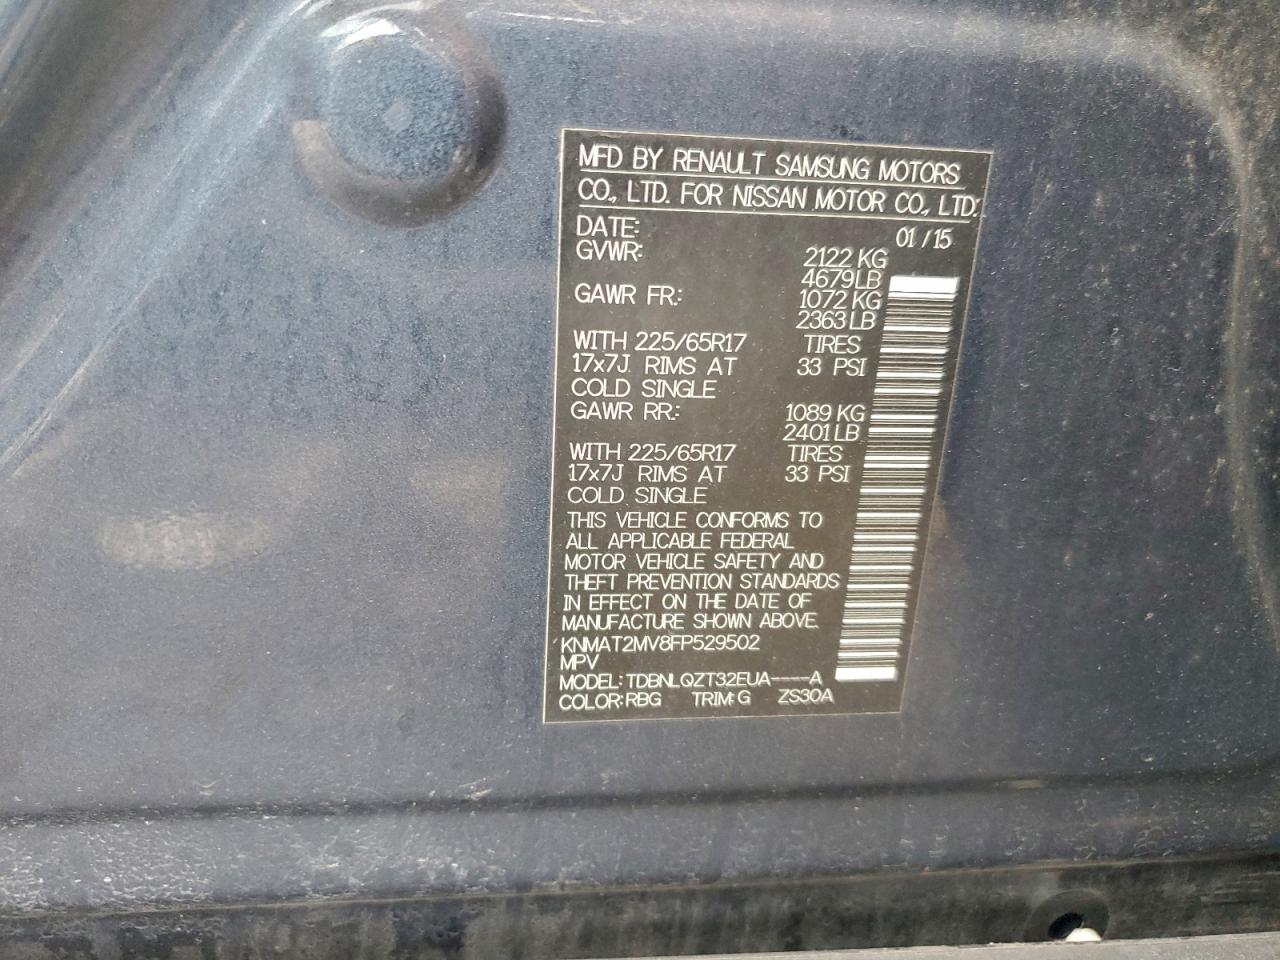 MFD BY RENAULT SAMSUNG MOTORS
CO., LTD. FOR NISSAN MOTOR CO., LTD.
DATE: 01 / 15
GVWR: 2122 KG
4679 LB
GAWR FR.: 1072 KG
2363 LB
WITH 225/65R17 TIRES
17x7J RIMS AT 33 PSI
COLD SINGLE
GAWR RR.: 1089 KG
2401 LB
WITH 225/65R17 TIRES
17x7J RIMS AT 33 PSI
COLD SINGLE
THIS VEHICLE CONFORMS TO
ALL APPLICABLE FEDERAL
MOTOR VEHICLE SAFETY AND
THEFT PREVENTION STANDARDS
IN EFFECT ON THE DATE OF
MANUFACTURE SHOWN ABOVE.
KNMAT2MV8FP529502
MPV
MODEL: TDBNLQZT32EUA----A
COLOR: RBG TRIM: G ZS30A